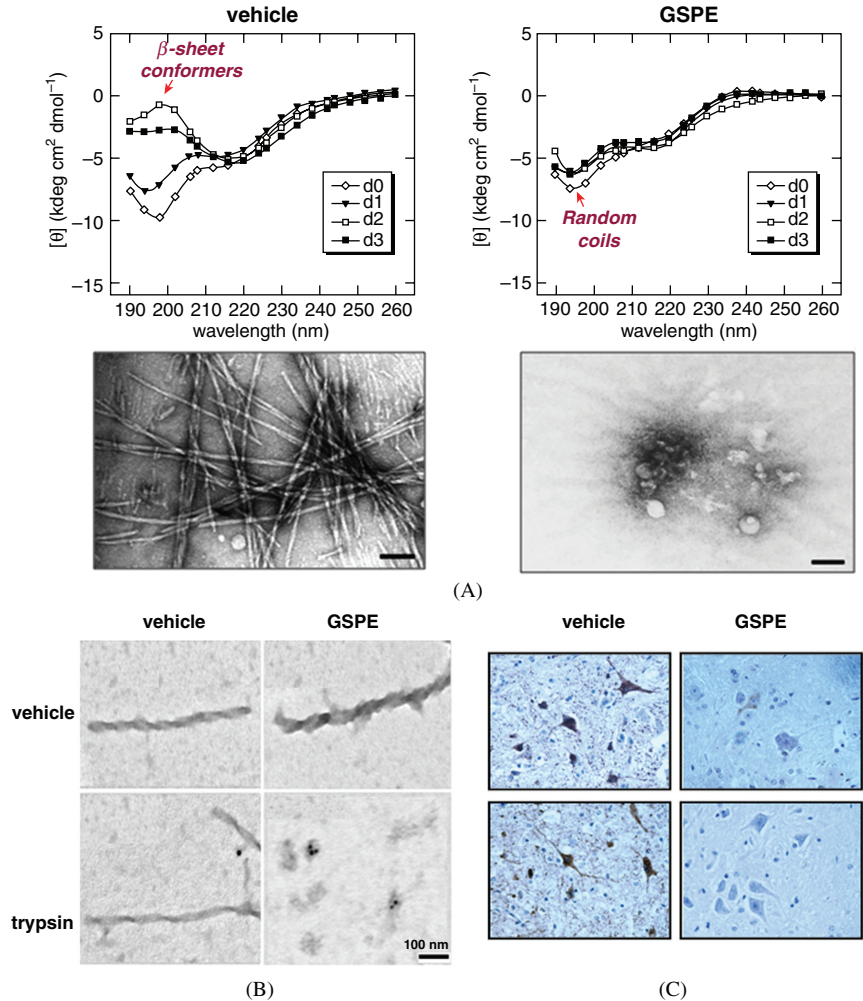 vehicle
GSPE
5
0
−5
−10
−15
[θ] (kdeg cm² dmol⁻¹)
β-sheet
conformers
d0
d1
d2
d3
190 200 210 220 230 240 250 260
wavelength (nm)
5
0
−5
−10
−15
[θ] (kdeg cm² dmol⁻¹)
Random
coils
d0
d1
d2
d3
190 200 210 220 230 240 250 260
wavelength (nm)
(A)
vehicle
GSPE
vehicle
trypsin
100 nm
(B)
vehicle
GSPE
(C)